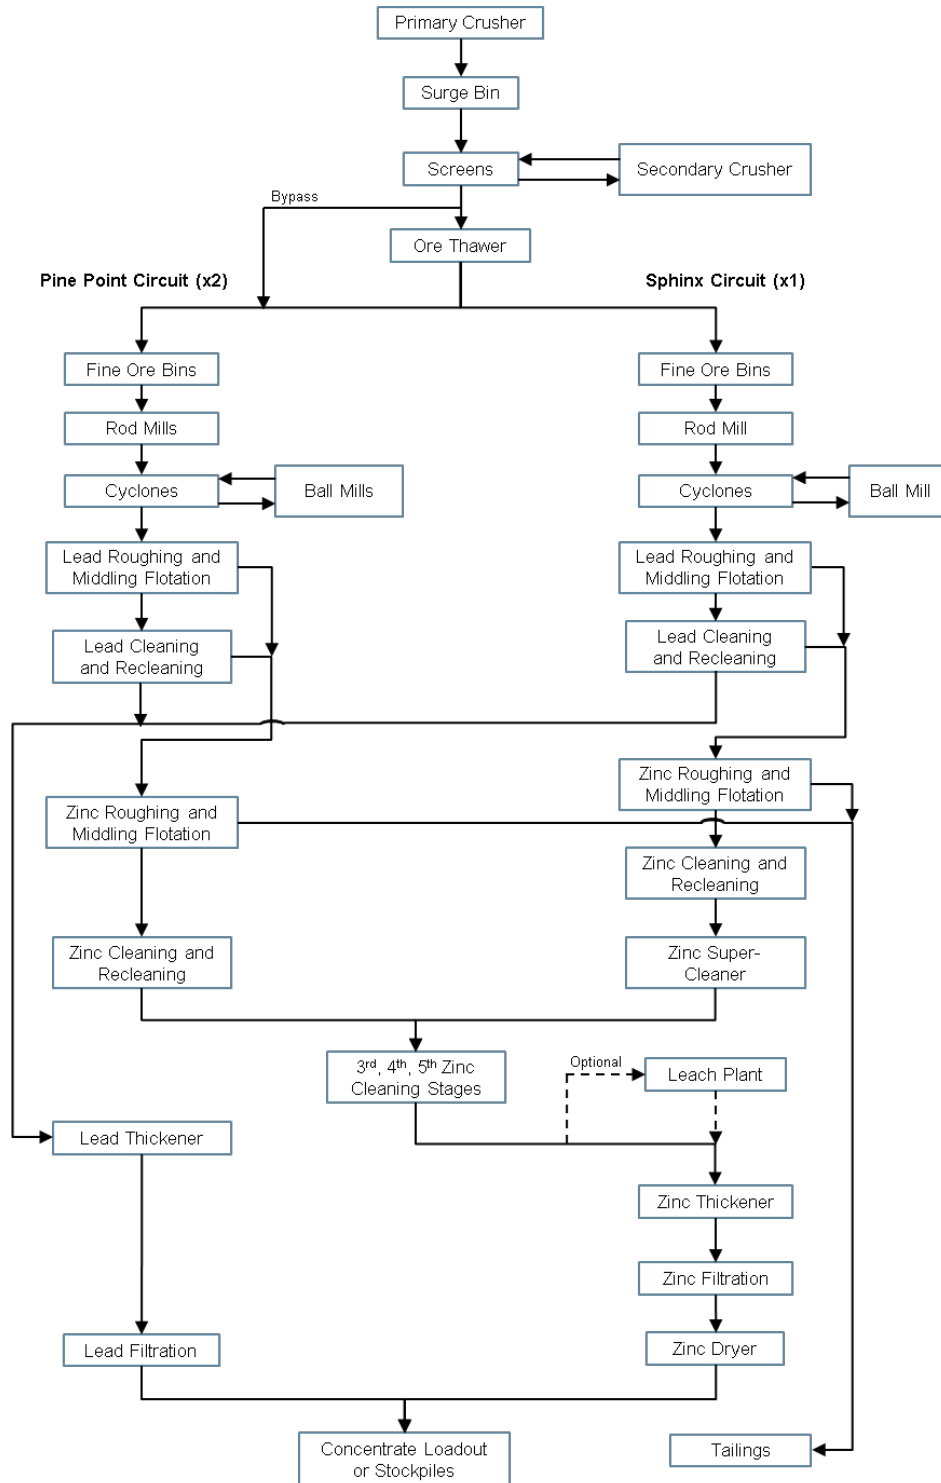 Primary Crusher
Surge Bin
Screens
Secondary Crusher
Bypass
Ore Thawer
Pine Point Circuit (x2)
Sphinx Circuit (x1)
Fine Ore Bins
Fine Ore Bins
Rod Mills
Rod Mill
Cyclones
Ball Mills
Cyclones
Ball Mill
Lead Roughing and
Middling Flotation
Lead Roughing and
Middling Flotation
Lead Cleaning
and Recleaning
Lead Cleaning
and Recleaning
Zinc Roughing and
Middling Flotation
Zinc Roughing and
Middling Flotation
Zinc Cleaning and
Recleaning
Zinc Cleaning and
Recleaning
Zinc Super-
Cleaner
3rd, 4th, 5th Zinc
Cleaning Stages
Optional
Leach Plant
Lead Thickener
Zinc Thickener
Zinc Filtration
Lead Filtration
Zinc Dryer
Concentrate Loadout
or Stockpiles
Tailings